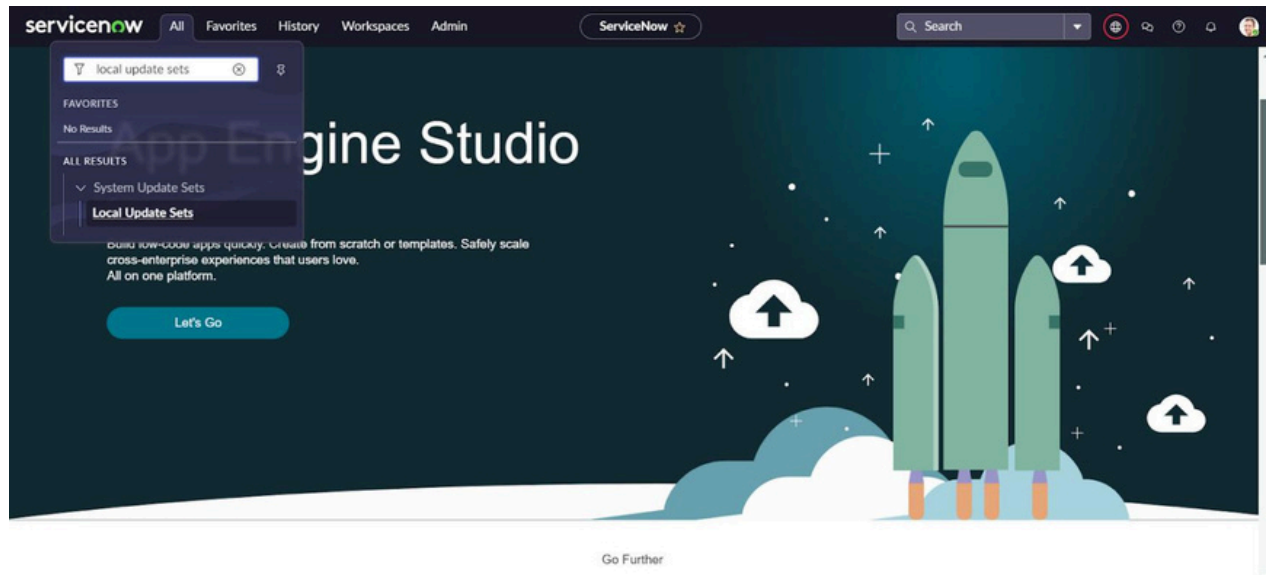 servicenow All Favorites History Workspaces Admin ServiceNow Search
local update sets
FAVORITES
No Results
ALL RESULTS
System Update Sets
Local Update Sets
App Engine Studio
Build low-code apps quickly. Create from scratch or templates. Safely scale
cross-enterprise experiences that users love.
All on one platform.
Let's Go
Go Further